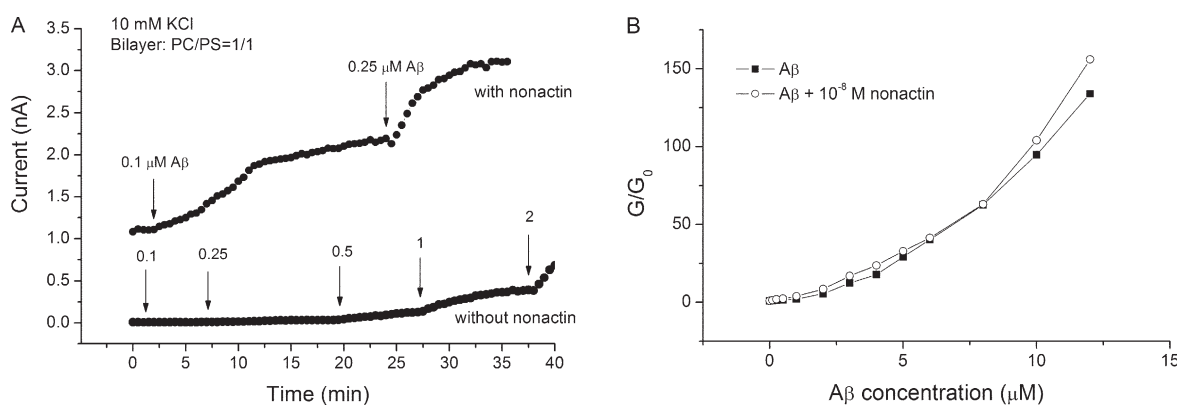 A
10 mM KCl
Bilayer: PC/PS=1/1
3.5
3.0
2.5
2.0
1.5
1.0
0.5
0.0
Current (nA)
0.1 μM Aβ
0.25 μM Aβ
with nonactin
0.1
0.25
0.5
1
2
without nonactin
0 5 10 15 20 25 30 35 40
Time (min)
B
150
100
50
0
G/G₀
Aβ
Aβ + 10⁻⁸ M nonactin
0 5 10 15
Aβ concentration (μM)